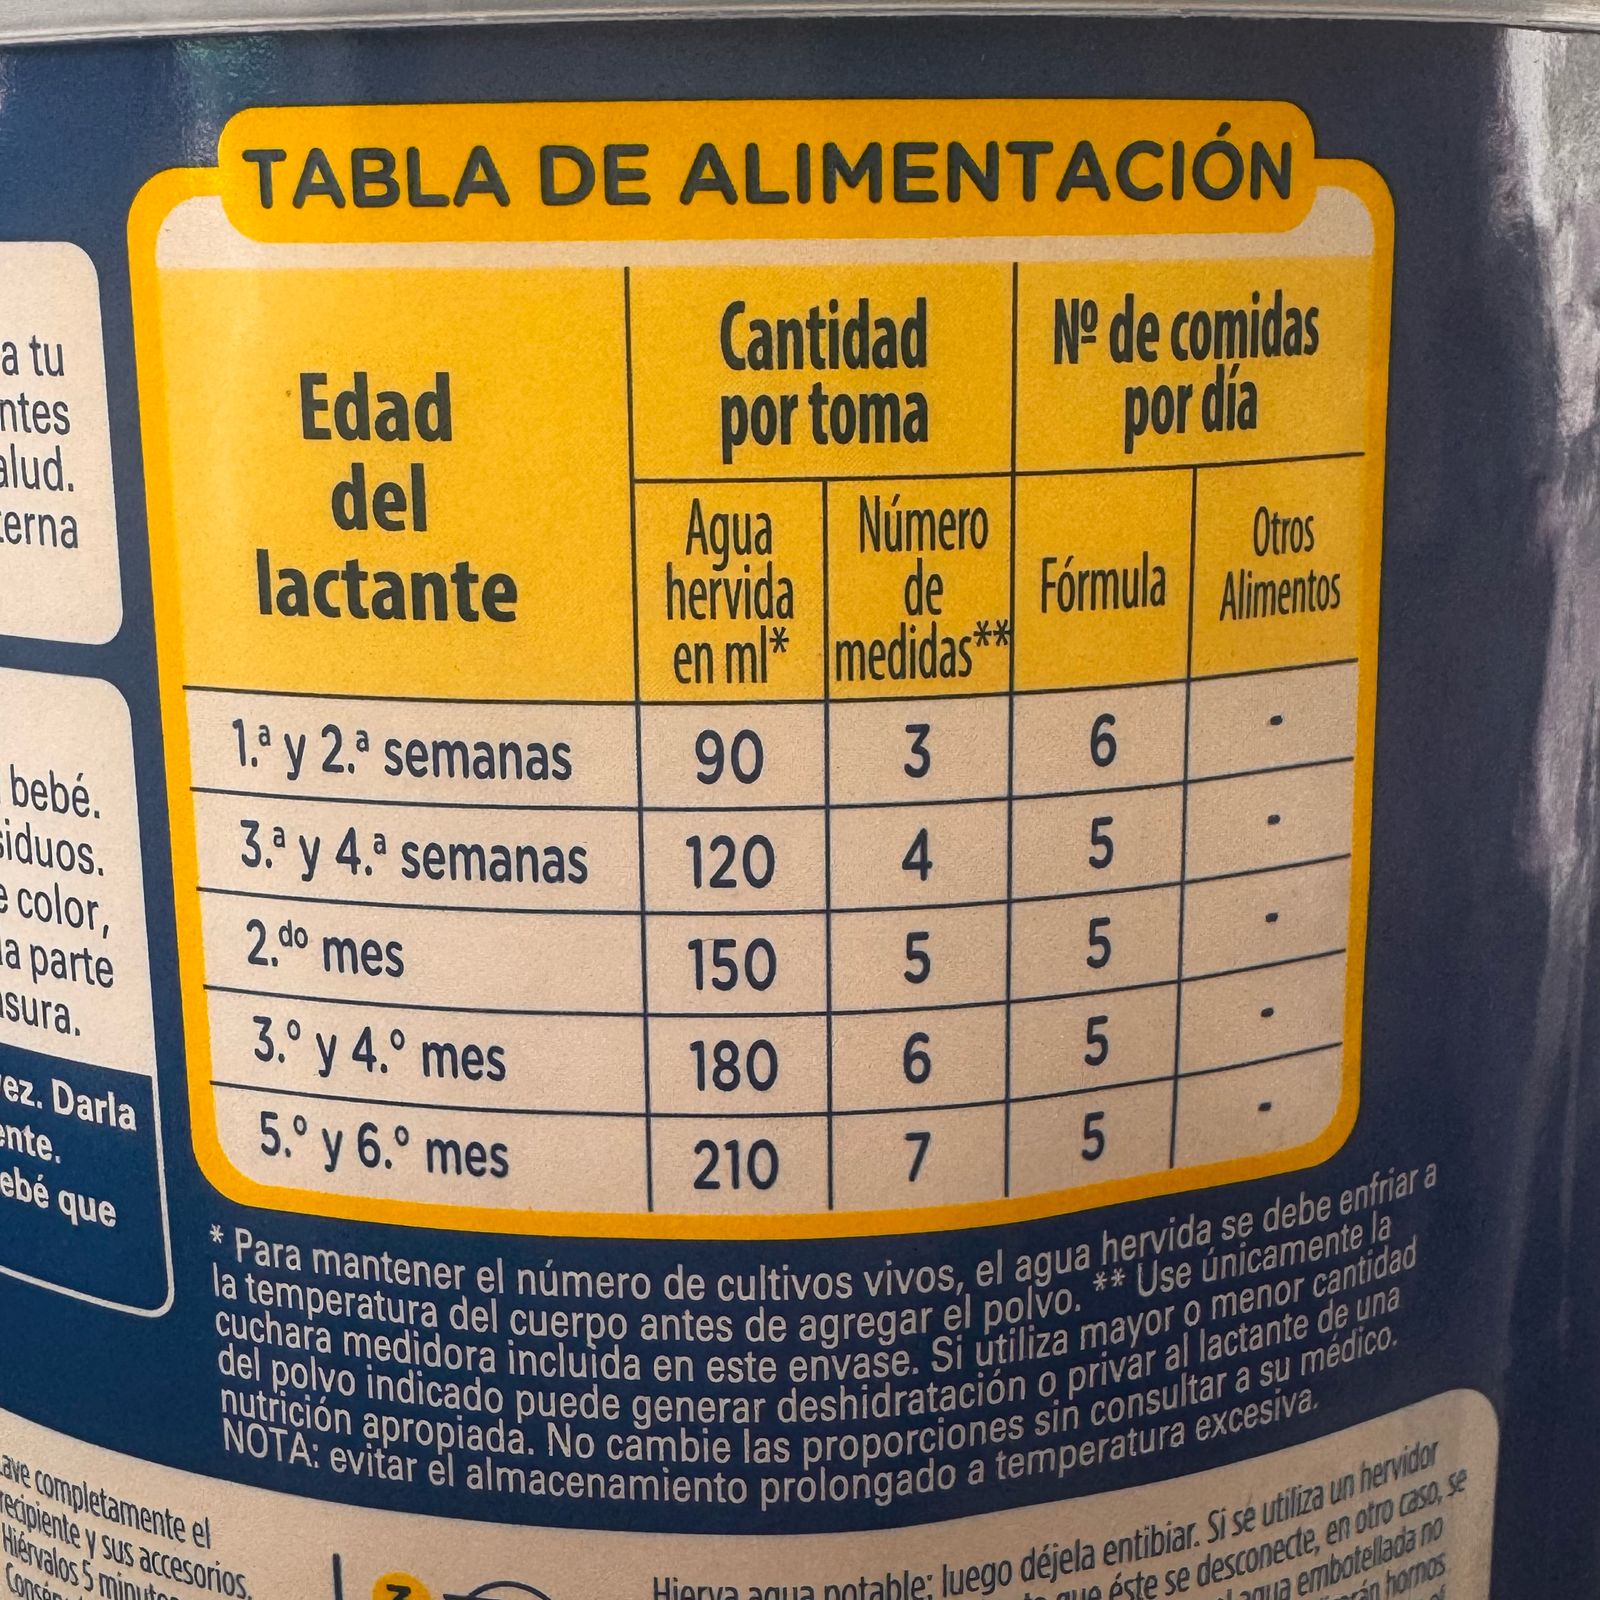 TABLA DE ALIMENTACIÓN
Edad
del
lactante
Cantidad
por toma
Nº de comidas
por día
Agua
hervida
en ml*
Número
de
medidas**
Fórmula
Otros
Alimentos
1.ª y 2.ª semanas 90 3 6 -
3.ª y 4.ª semanas 120 4 5 -
2.do mes 150 5 5 -
3.º y 4.º mes 180 6 5 -
5.º y 6.º mes 210 7 5 -
* Para mantener el número de cultivos vivos, el agua hervida se debe enfriar a
la temperatura del cuerpo antes de agregar el polvo. ** Use únicamente la
cuchara medidora incluida en este envase. Si utiliza mayor o menor cantidad
del polvo indicado puede generar deshidratación o privar al lactante de una
nutrición apropiada. No cambie las proporciones sin consultar a su médico.
NOTA: evitar el almacenamiento prolongado a temperatura excesiva.
a tu
ntes
alud.
terna
bebé.
siduos.
e color,
la parte
asura.
ez. Darla
ente.
ebé que
ave completamente el
recipiente y sus accesorios.
Hiérvalos 5 minuto
Hierva agua potable; luego déjela entibiar. Si se utiliza un hervidor
que éste se desconecte, en otro caso, se
agua embotellada no
hornos